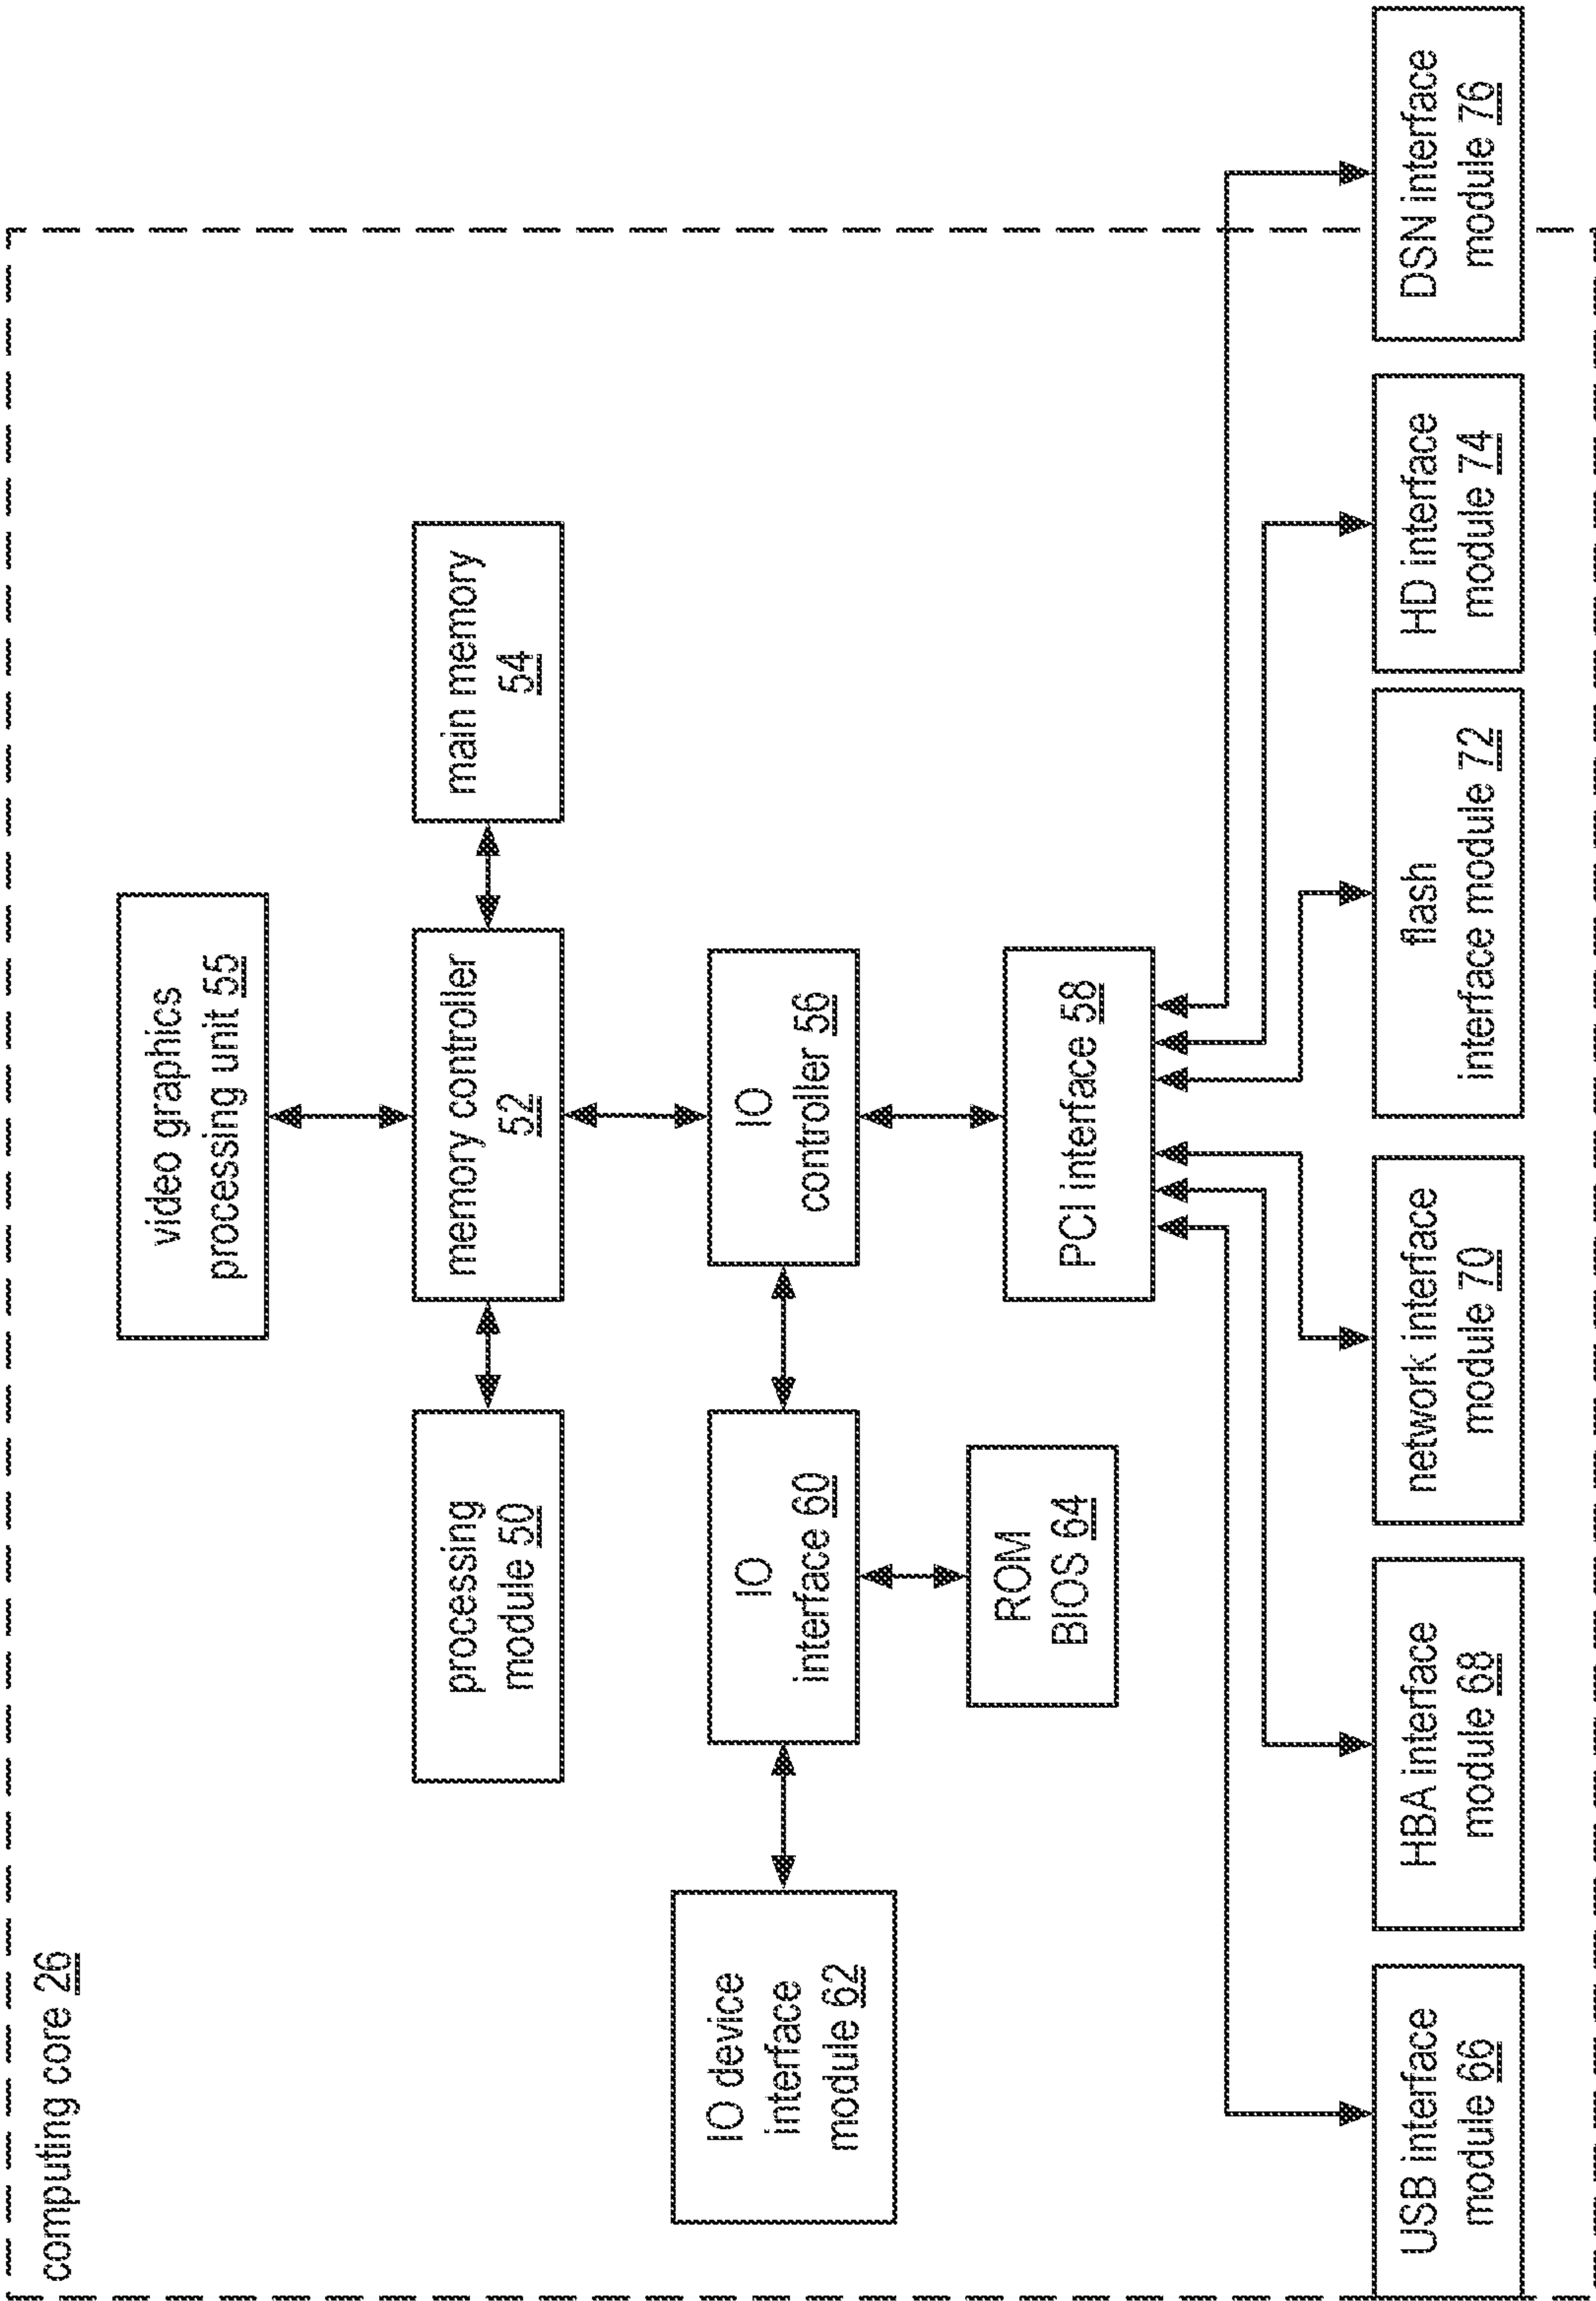 computing core 26
video graphics
processing unit 55
processing
module 50
memory controller
52
main memory
54
IO device
interface
module 62
IO
interface 60
IO
controller 56
ROM
BIOS 64
PCI interface 58
USB interface
module 66
HBA interface
module 68
network interface
module 70
flash
interface module 72
HD interface
module 74
DSN interface
module 76